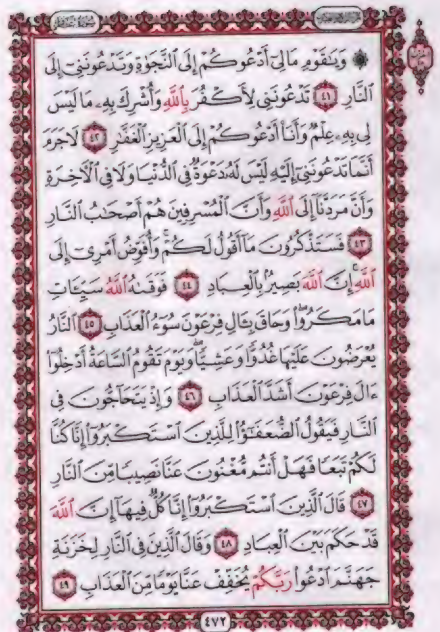 ۞ وَيَٰقَوۡمِ مَالِيٓ أَدۡعُوكُمۡ إِلَى ٱلنَّجَوٰةِ وَتَدۡعُونَنِيٓ إِلَى
ٱلنَّارِ ٤١ تَدۡعُونَنِي لِأَكۡفُرَ بِٱللَّهِ وَأُشۡرِكَ بِهِۦ مَا لَيۡسَ
لِي بِهِۦ عِلۡمٞ وَأَنَا۠ أَدۡعُوكُمۡ إِلَى ٱلۡعَزِيزِ ٱلۡغَفَّٰرِ ٤٢ لَا جَرَمَ
أَنَّمَا تَدۡعُونَنِيٓ إِلَيۡهِ لَيۡسَ لَهُۥ دَعۡوَةٞ فِي ٱلدُّنۡيَا وَلَا فِي ٱلۡأٓخِرَةِ
وَأَنَّ مَرَدَّنَآ إِلَى ٱللَّهِ وَأَنَّ ٱلۡمُسۡرِفِينَ هُمۡ أَصۡحَٰبُ ٱلنَّارِ
٤٣ فَسَتَذۡكُرُونَ مَآ أَقُولُ لَكُمۡۚ وَأُفَوِّضُ أَمۡرِيٓ إِلَى
ٱللَّهِۚ إِنَّ ٱللَّهَ بَصِيرُۢ بِٱلۡعِبَادِ ٤٤ فَوَقَىٰهُ ٱللَّهُ سَيِّـَٔاتِ
مَا مَكَرُواْۖ وَحَاقَ بِـَٔالِ فِرۡعَوۡنَ سُوٓءُ ٱلۡعَذَابِ ٤٥ ٱلنَّارُ
يُعۡرَضُونَ عَلَيۡهَا غُدُوّٗا وَعَشِيّٗاۖ وَيَوۡمَ تَقُومُ ٱلسَّاعَةُ أَدۡخِلُوٓاْ
ءَالَ فِرۡعَوۡنَ أَشَدَّ ٱلۡعَذَابِ ٤٦ وَإِذۡ يَتَحَآجُّونَ فِي
ٱلنَّارِ فَيَقُولُ ٱلضُّعَفَٰٓؤُاْ لِلَّذِينَ ٱسۡتَكۡبَرُوٓاْ إِنَّا كُنَّا
لَكُمۡ تَبَعٗا فَهَلۡ أَنتُم مُّغۡنُونَ عَنَّا نَصِيبٗا مِّنَ ٱلنَّارِ
٤٧ قَالَ ٱلَّذِينَ ٱسۡتَكۡبَرُوٓاْ إِنَّا كُلّٞ فِيهَآ إِنَّ ٱللَّهَ
قَدۡ حَكَمَ بَيۡنَ ٱلۡعِبَادِ ٤٨ وَقَالَ ٱلَّذِينَ فِي ٱلنَّارِ لِخَزَنَةِ
جَهَنَّمَ ٱدۡعُواْ رَبَّكُمۡ يُخَفِّفۡ عَنَّا يَوۡمٗا مِّنَ ٱلۡعَذَابِ ٤٩
٤٧٢